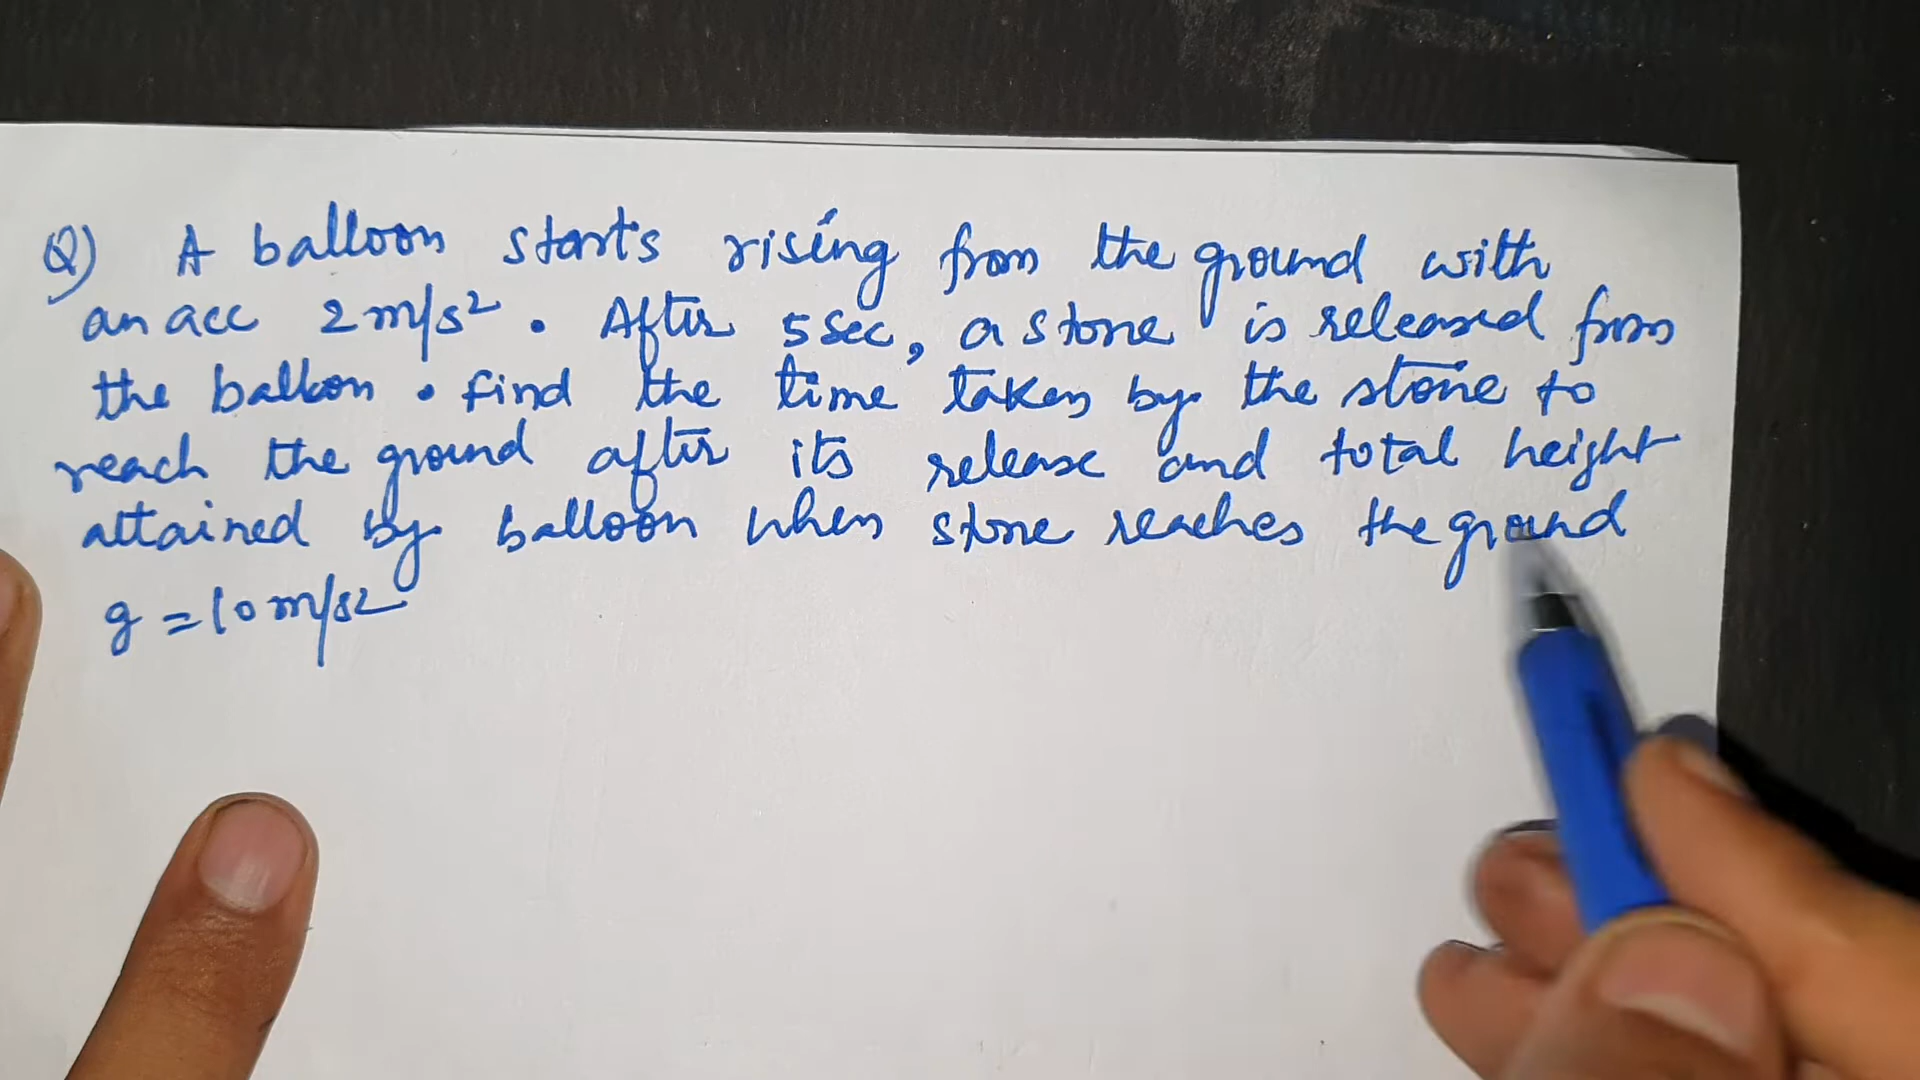 Q) A balloon starts rising from the ground with
an acc 2 m/s². After 5 sec, a stone is released from
the balloon. find the time taken by the stone to
reach the ground after its release and total height
attained by balloon when stone reaches the ground
g = 10 m/s²